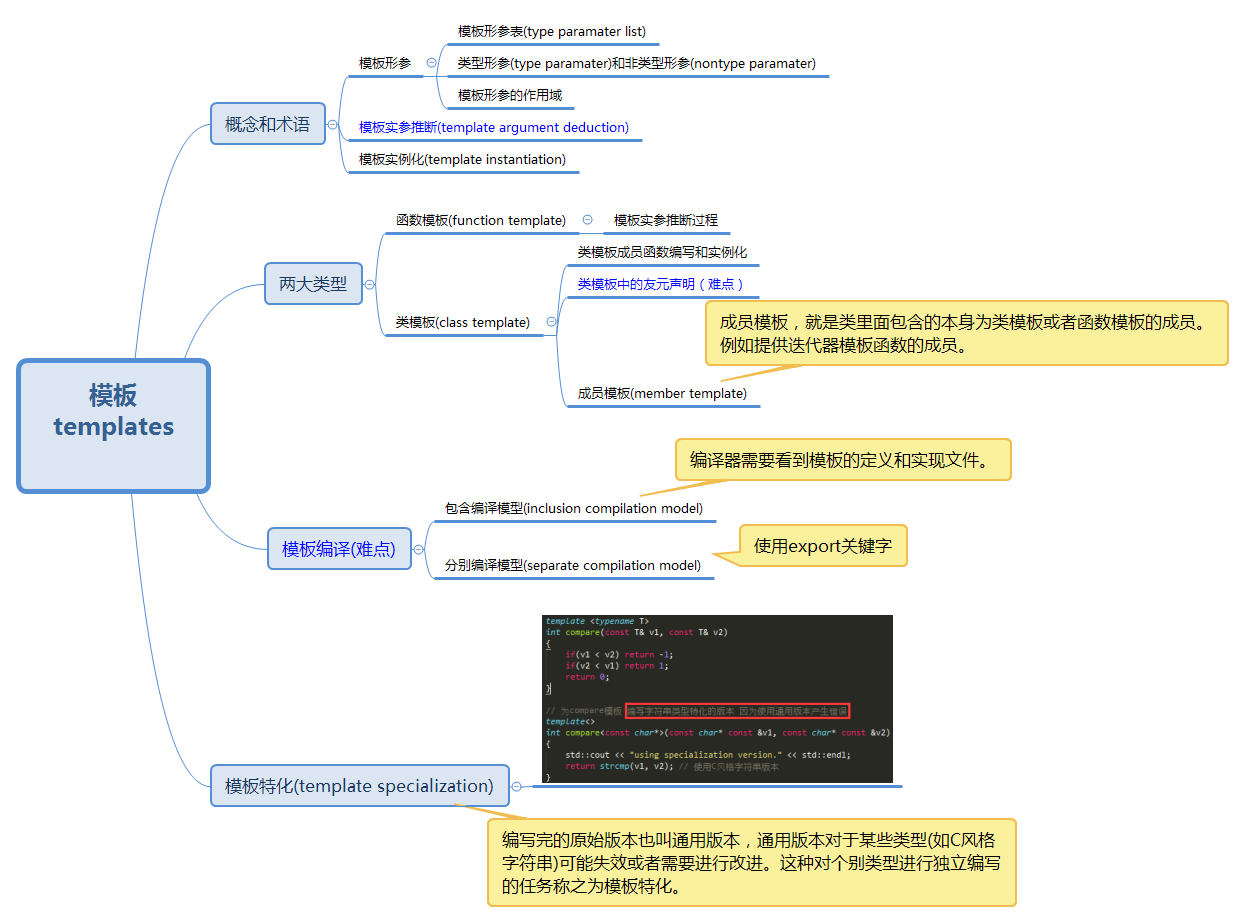 模板
templates
概念和术语
模板形参
模板形参表(type paramater list)
类型形参(type paramater)和非类型形参(nontype paramater)
模板形参的作用域
模板实参推断(template argument deduction)
模板实例化(template instantiation)
两大类型
函数模板(function template)
模板实参推断过程
类模板(class template)
类模板成员函数编写和实例化
类模板中的友元声明（难点）
成员模板(member template)
成员模板，就是类里面包含的本身为类模板或者函数模板的成员。
例如提供迭代器模板函数的成员。
模板编译(难点)
包含编译模型(inclusion compilation model)
编译器需要看到模板的定义和实现文件。
分别编译模型(separate compilation model)
使用export关键字
模板特化(template specialization)
template <typename T>
int compare(const T& v1, const T& v2)
{
if(v1 < v2) return -1;
if(v2 < v1) return 1;
return 0;
}
// 为compare模板 编写字符串类型特化的版本 因为使用通用版本产生错误
template<>
int compare<const char*>(const char* const &v1, const char* const &v2)
{
std::cout << "using specialization version." << std::endl;
return strcmp(v1, v2); // 使用C风格字符串版本
}
编写完的原始版本也叫通用版本，通用版本对于某些类型(如C风格
字符串)可能失效或者需要进行改进。这种对个别类型进行独立编写
的任务称之为模板特化。